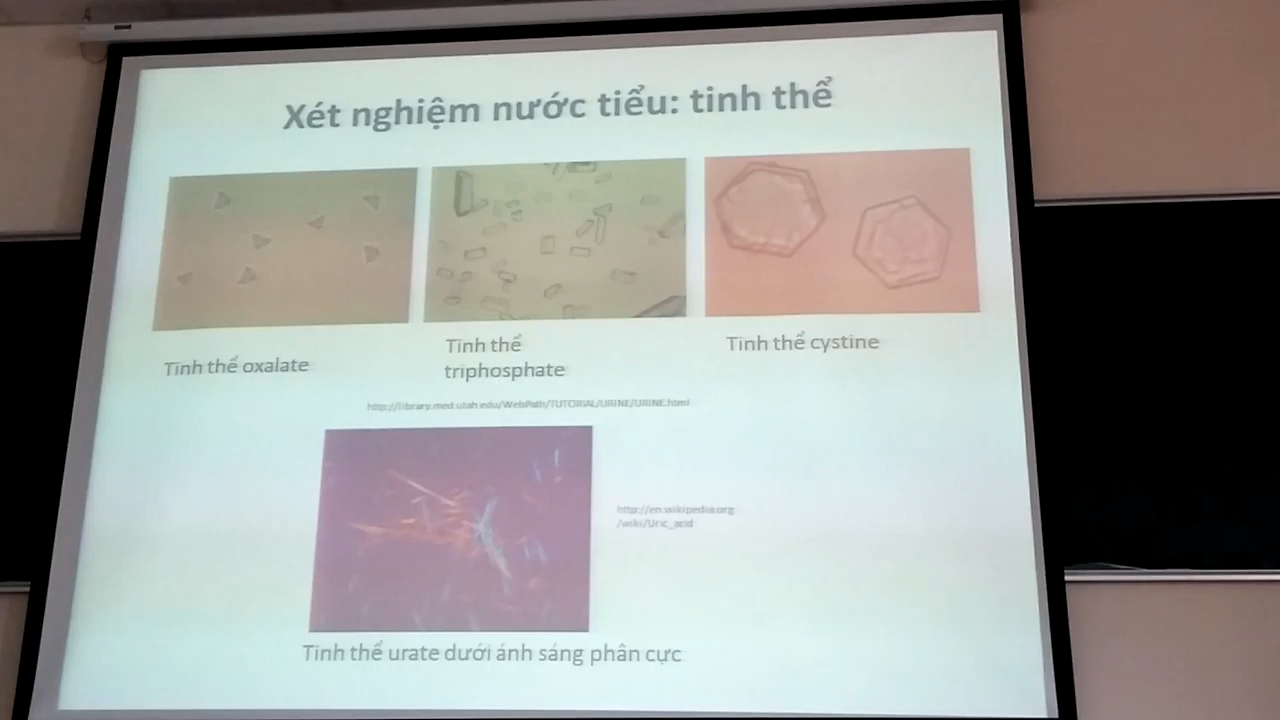 Xét nghiệm nước tiểu: tinh thể
Tinh thể oxalate
Tinh thể
triphosphate
Tinh thể cystine
http://library.med.utah.edu/WebPath/TUTORIAL/URINE/URINE.html
http://en.wikipedia.org
/wiki/Uric_acid
Tinh thể urate dưới ánh sáng phân cực